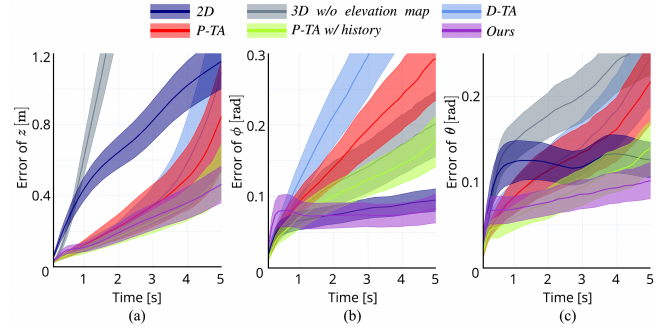 2D 3D w/o elevation map D-TA
P-TA P-TA w/ history Ours
Error of z [m]
1.2
0.8
0.4
0
1 2 3 4 5
Time [s]
(a)
Error of ϕ [rad]
0.3
0.2
0.1
0
1 2 3 4 5
Time [s]
(b)
Error of θ [rad]
0.2
0.1
0
1 2 3 4 5
Time [s]
(c)